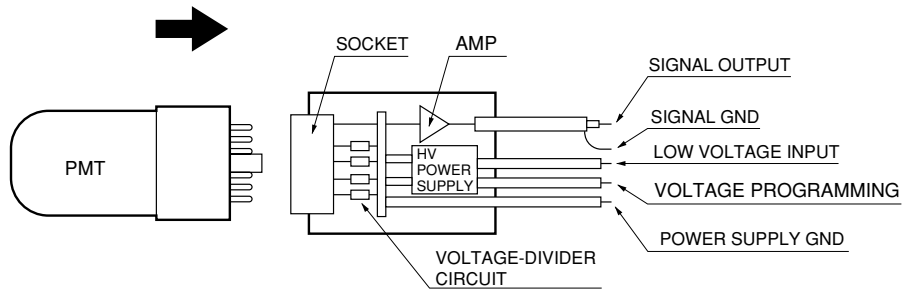 SOCKET
AMP
SIGNAL OUTPUT
SIGNAL GND
LOW VOLTAGE INPUT
VOLTAGE PROGRAMMING
POWER SUPPLY GND
PMT
HV
POWER
SUPPLY
VOLTAGE-DIVIDER
CIRCUIT